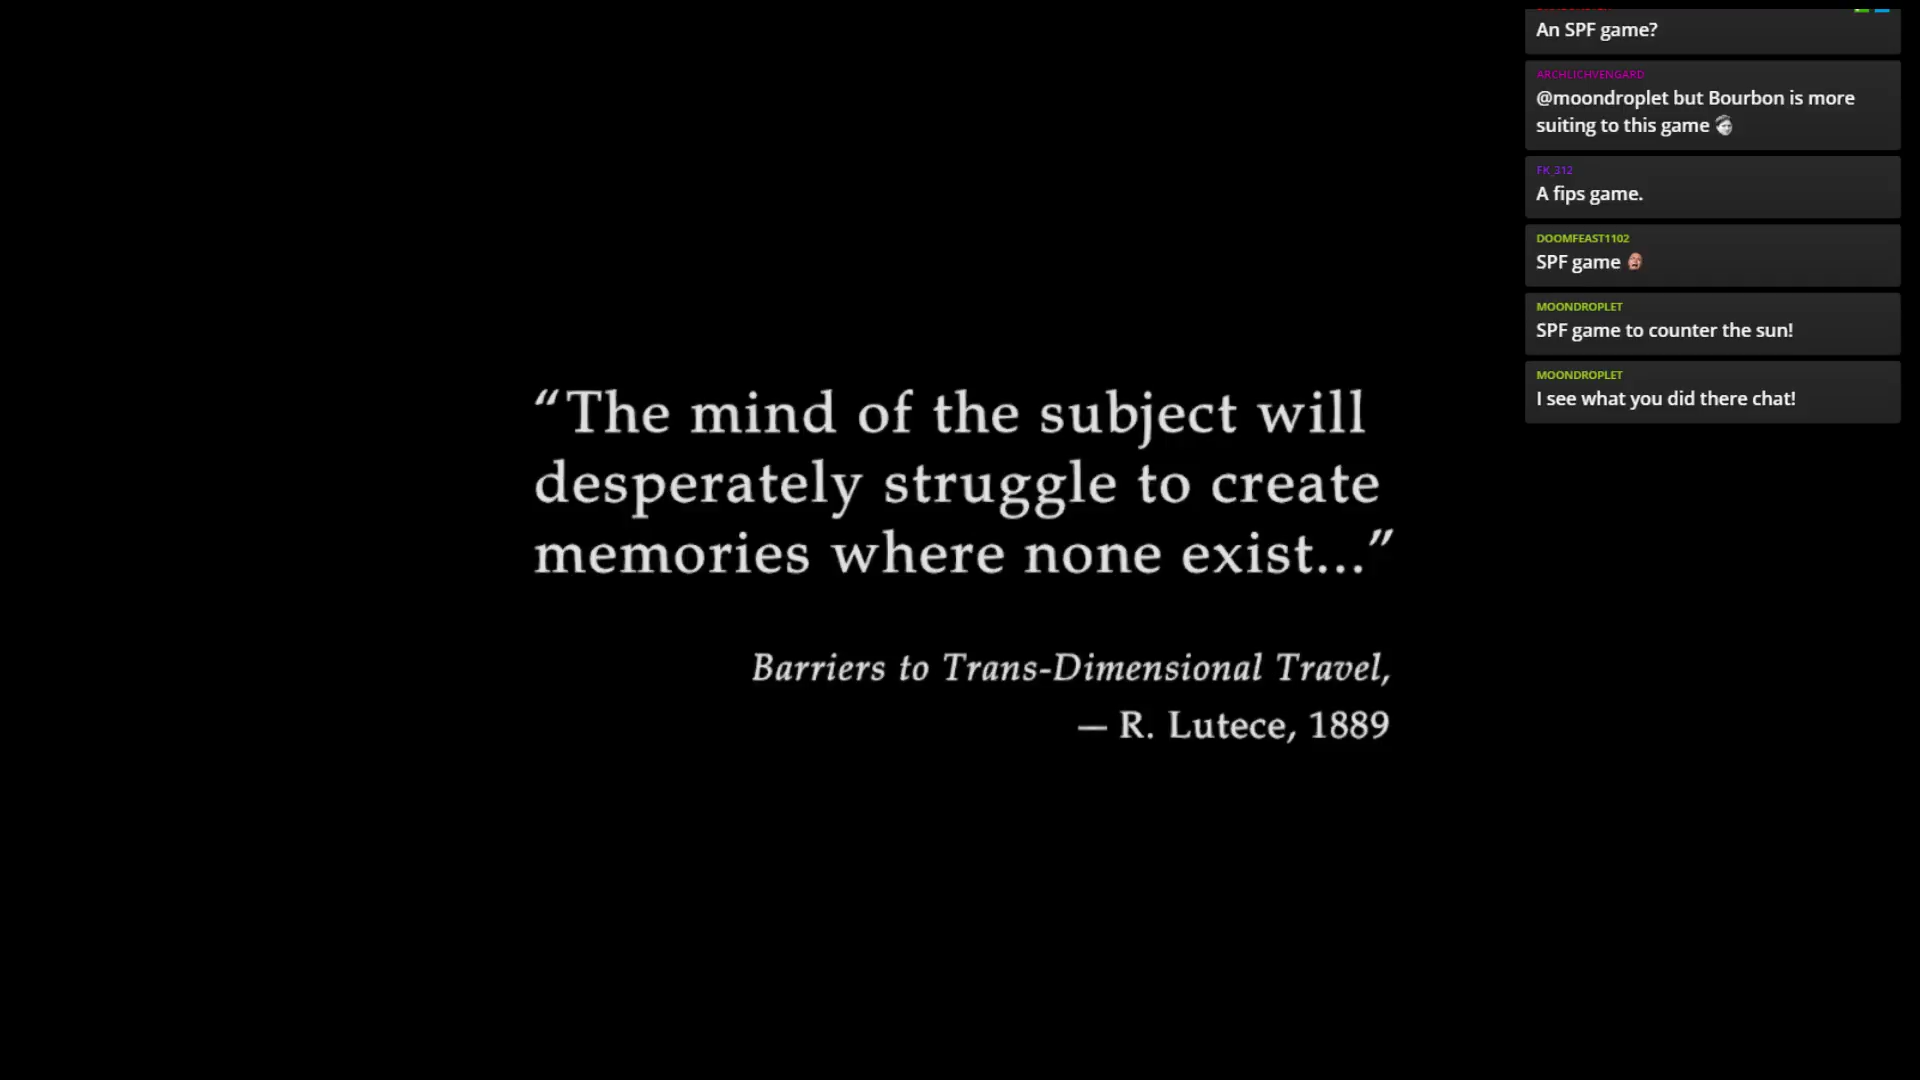 An SPF game?
ARCHLICHVENGARD
@moondroplet but Bourbon is more
suiting to this game
FK_312
A fips game.
DOOMFEAST1102
SPF game
MOONDROPLET
SPF game to counter the sun!
MOONDROPLET
I see what you did there chat!
“The mind of the subject will
desperately struggle to create
memories where none exist...”
Barriers to Trans-Dimensional Travel,
— R. Lutece, 1889